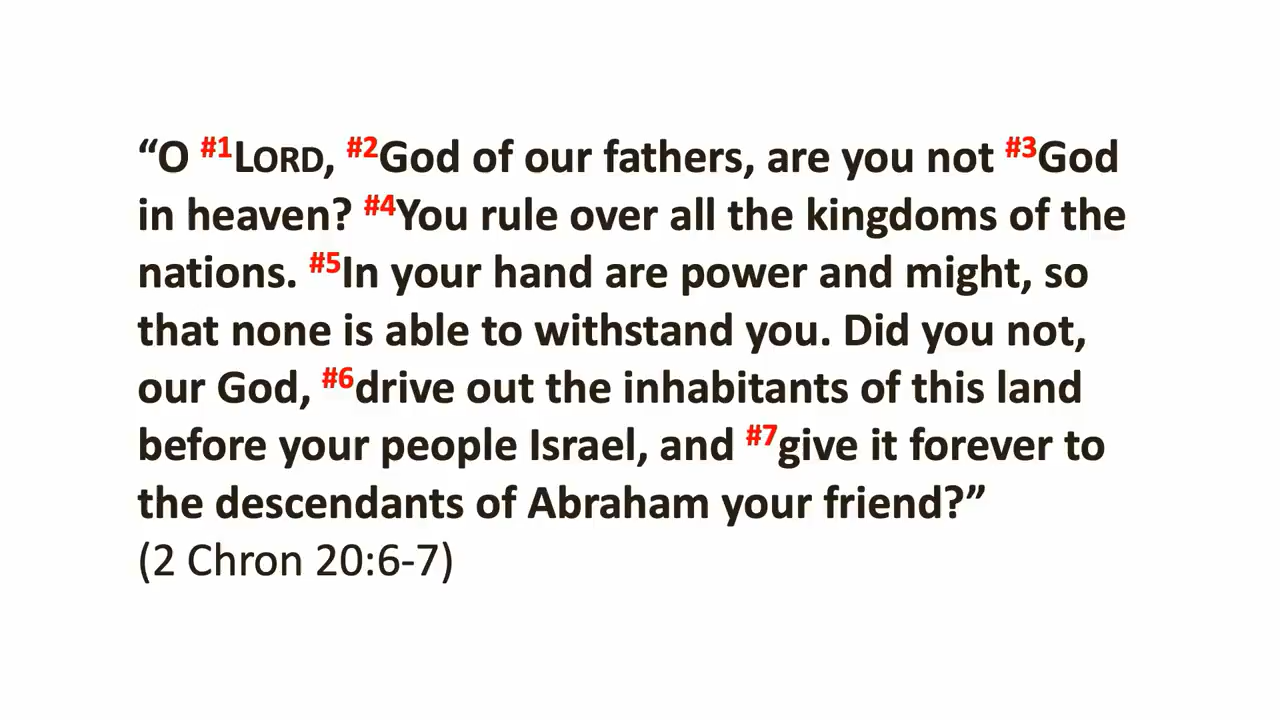 “O #1LORD, #2God of our fathers, are you not #3God
in heaven? #4You rule over all the kingdoms of the
nations. #5In your hand are power and might, so
that none is able to withstand you. Did you not,
our God, #6drive out the inhabitants of this land
before your people Israel, and #7give it forever to
the descendants of Abraham your friend?”
(2 Chron 20:6-7)